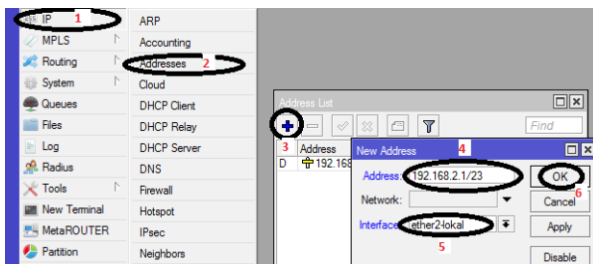 IP 1
MPLS
Routing
System
Queues
Files
Log
Radius
Tools
New Terminal
MetaROUTER
Partition
ARP
Accounting
Addresses 2
Cloud
DHCP Client
DHCP Relay
DHCP Server
DNS
Firewall
Hotspot
IPsec
Neighbors
Address List
Find
3 Address
D 192.168
New Address 4
Address: 192.168.2.1/23
Network:
Interface: ether2-lokal
5
OK
6
Cancel
Apply
Disable